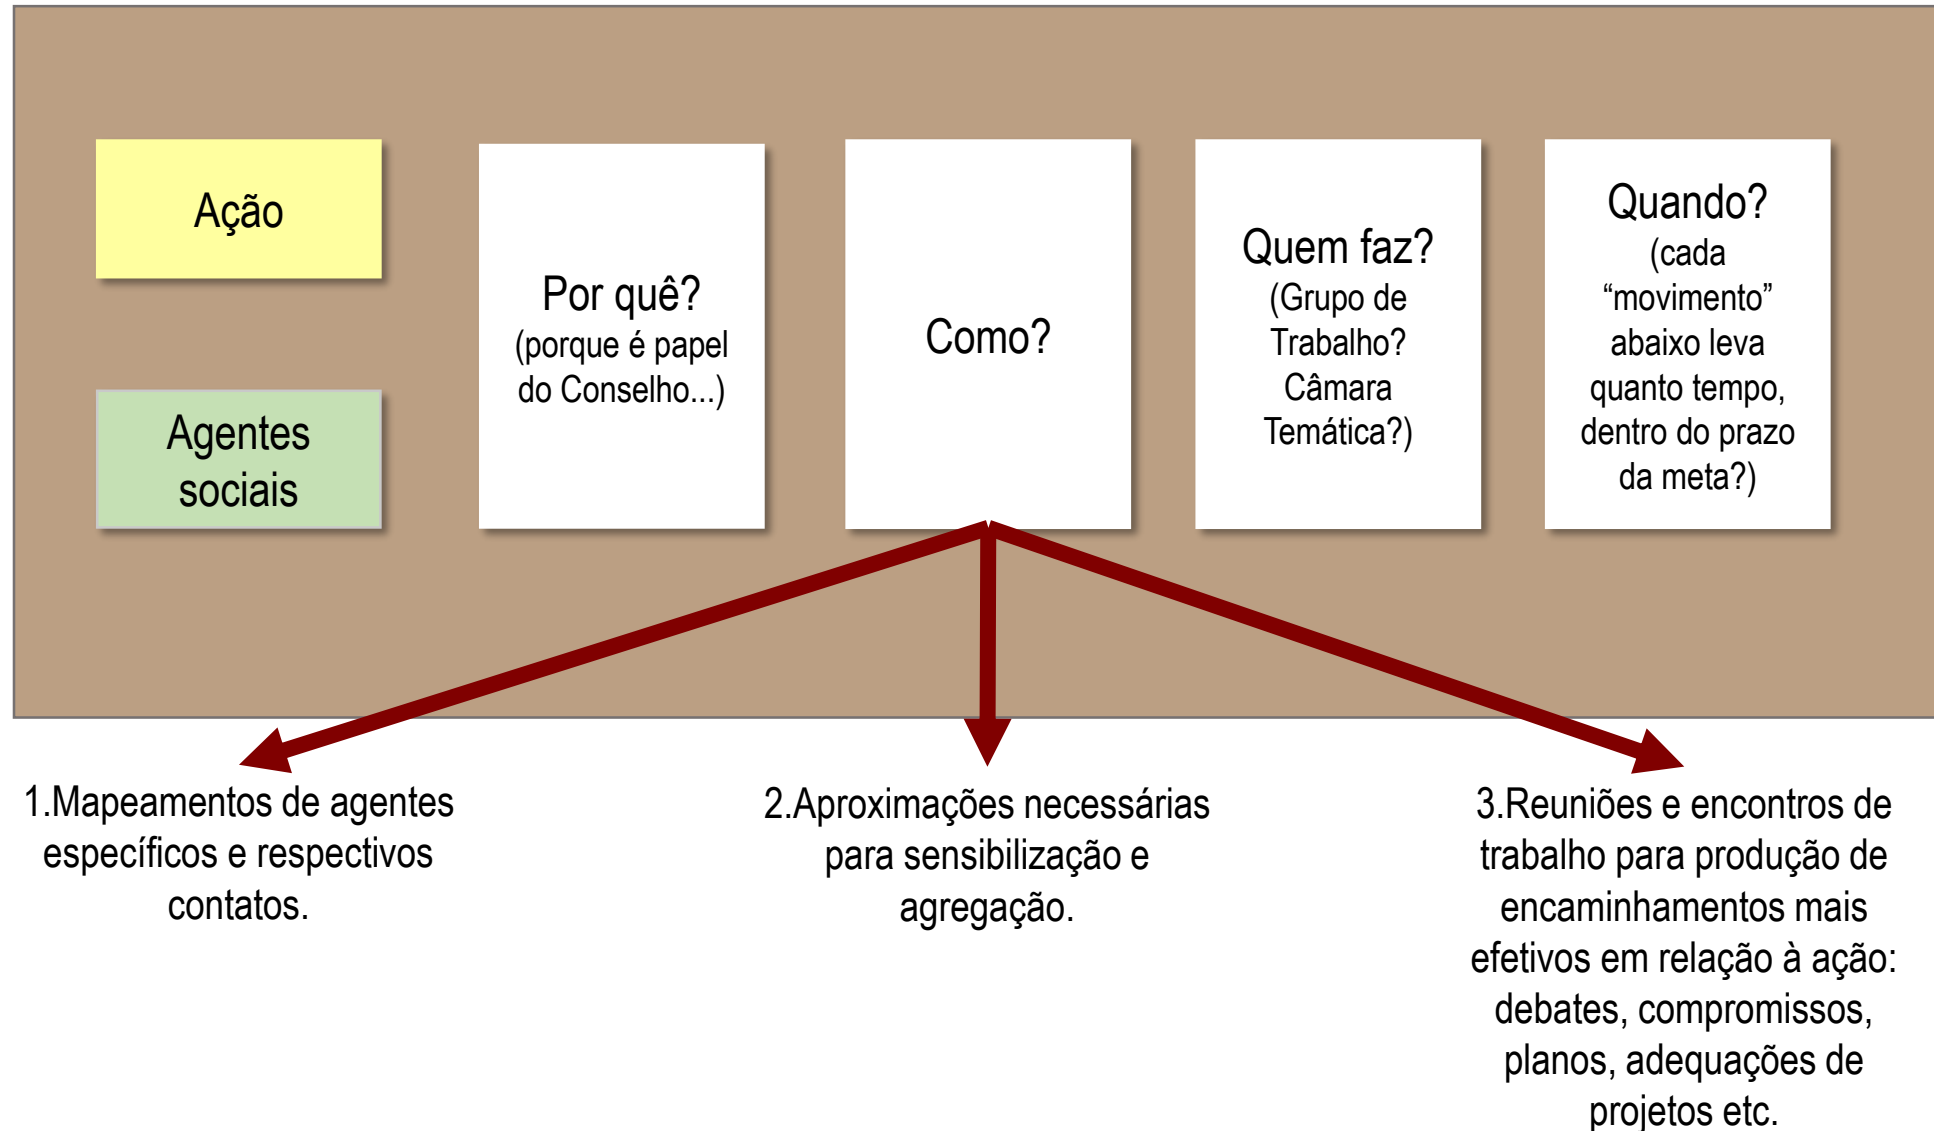 Ação
Agentes
sociais
Por quê?
(porque é papel
do Conselho...)
Como?
Quem faz?
(Grupo de
Trabalho?
Câmara
Temática?)
Quando?
(cada
“movimento”
abaixo leva
quanto tempo,
dentro do prazo
da meta?)
1.Mapeamentos de agentes
específicos e respectivos
contatos.
2.Aproximações necessárias
para sensibilização e
agregação.
3.Reuniões e encontros de
trabalho para produção de
encaminhamentos mais
efetivos em relação à ação:
debates, compromissos,
planos, adequações de
projetos etc.